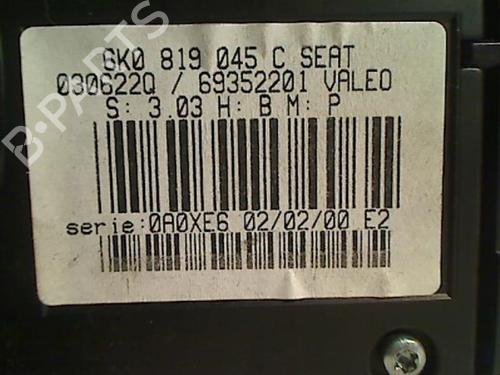 6K0 819 045 C SEAT
030622Q / 69352201 VALEO
S: 3.03 H: B M: P
serie:0A0XE6 02/02/00 E2
B-PARTS